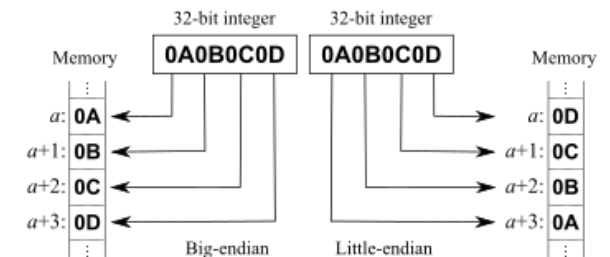 32-bit integer 32-bit integer
Memory 0A0B0C0D 0A0B0C0D Memory
a: 0A a: 0D
a+1: 0B a+1: 0C
a+2: 0C a+2: 0B
a+3: 0D a+3: 0A
Big-endian Little-endian